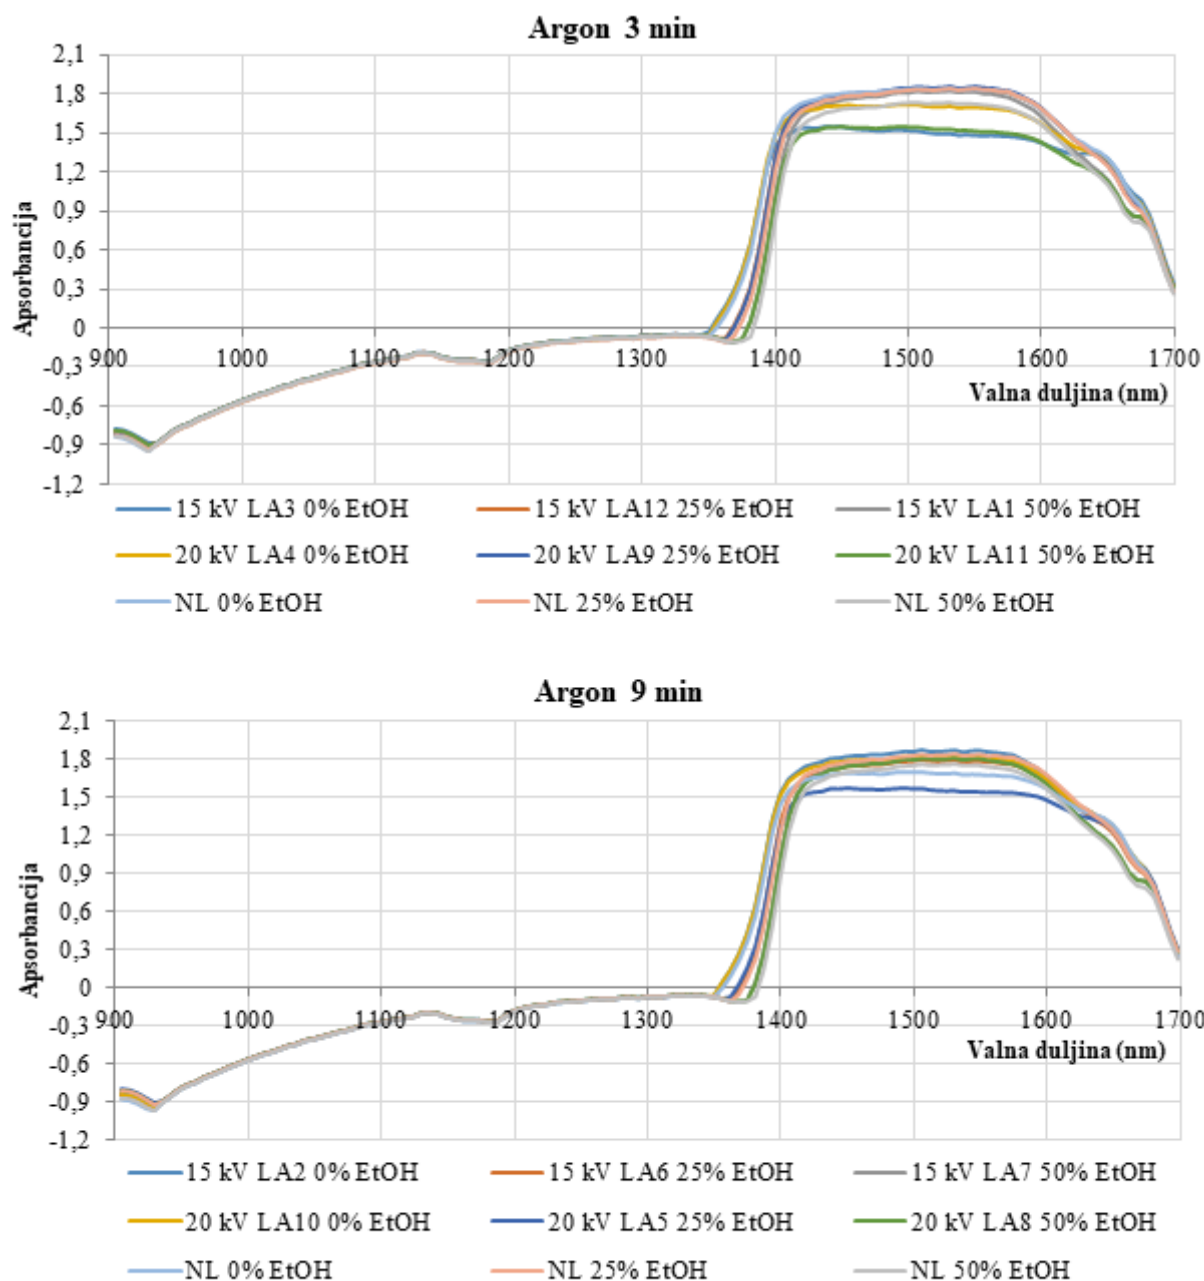 Argon 3 min
2,1
1,8
1,5
1,2
0,9
0,6
0,3
0
-0,3
-0,6
-0,9
-1,2
Apsorbancija
900 1000 1100 1200 1300 1400 1500 1600 1700
Valna duljina (nm)
15 kV LA3 0% EtOH 15 kV LA12 25% EtOH 15 kV LA1 50% EtOH
20 kV LA4 0% EtOH 20 kV LA9 25% EtOH 20 kV LA11 50% EtOH
NL 0% EtOH NL 25% EtOH NL 50% EtOH
Argon 9 min
2,1
1,8
1,5
1,2
0,9
0,6
0,3
0
-0,3
-0,6
-0,9
-1,2
Apsorbancija
900 1000 1100 1200 1300 1400 1500 1600 1700
Valna duljina (nm)
15 kV LA2 0% EtOH 15 kV LA6 25% EtOH 15 kV LA7 50% EtOH
20 kV LA10 0% EtOH 20 kV LA5 25% EtOH 20 kV LA8 50% EtOH
NL 0% EtOH NL 25% EtOH NL 50% EtOH